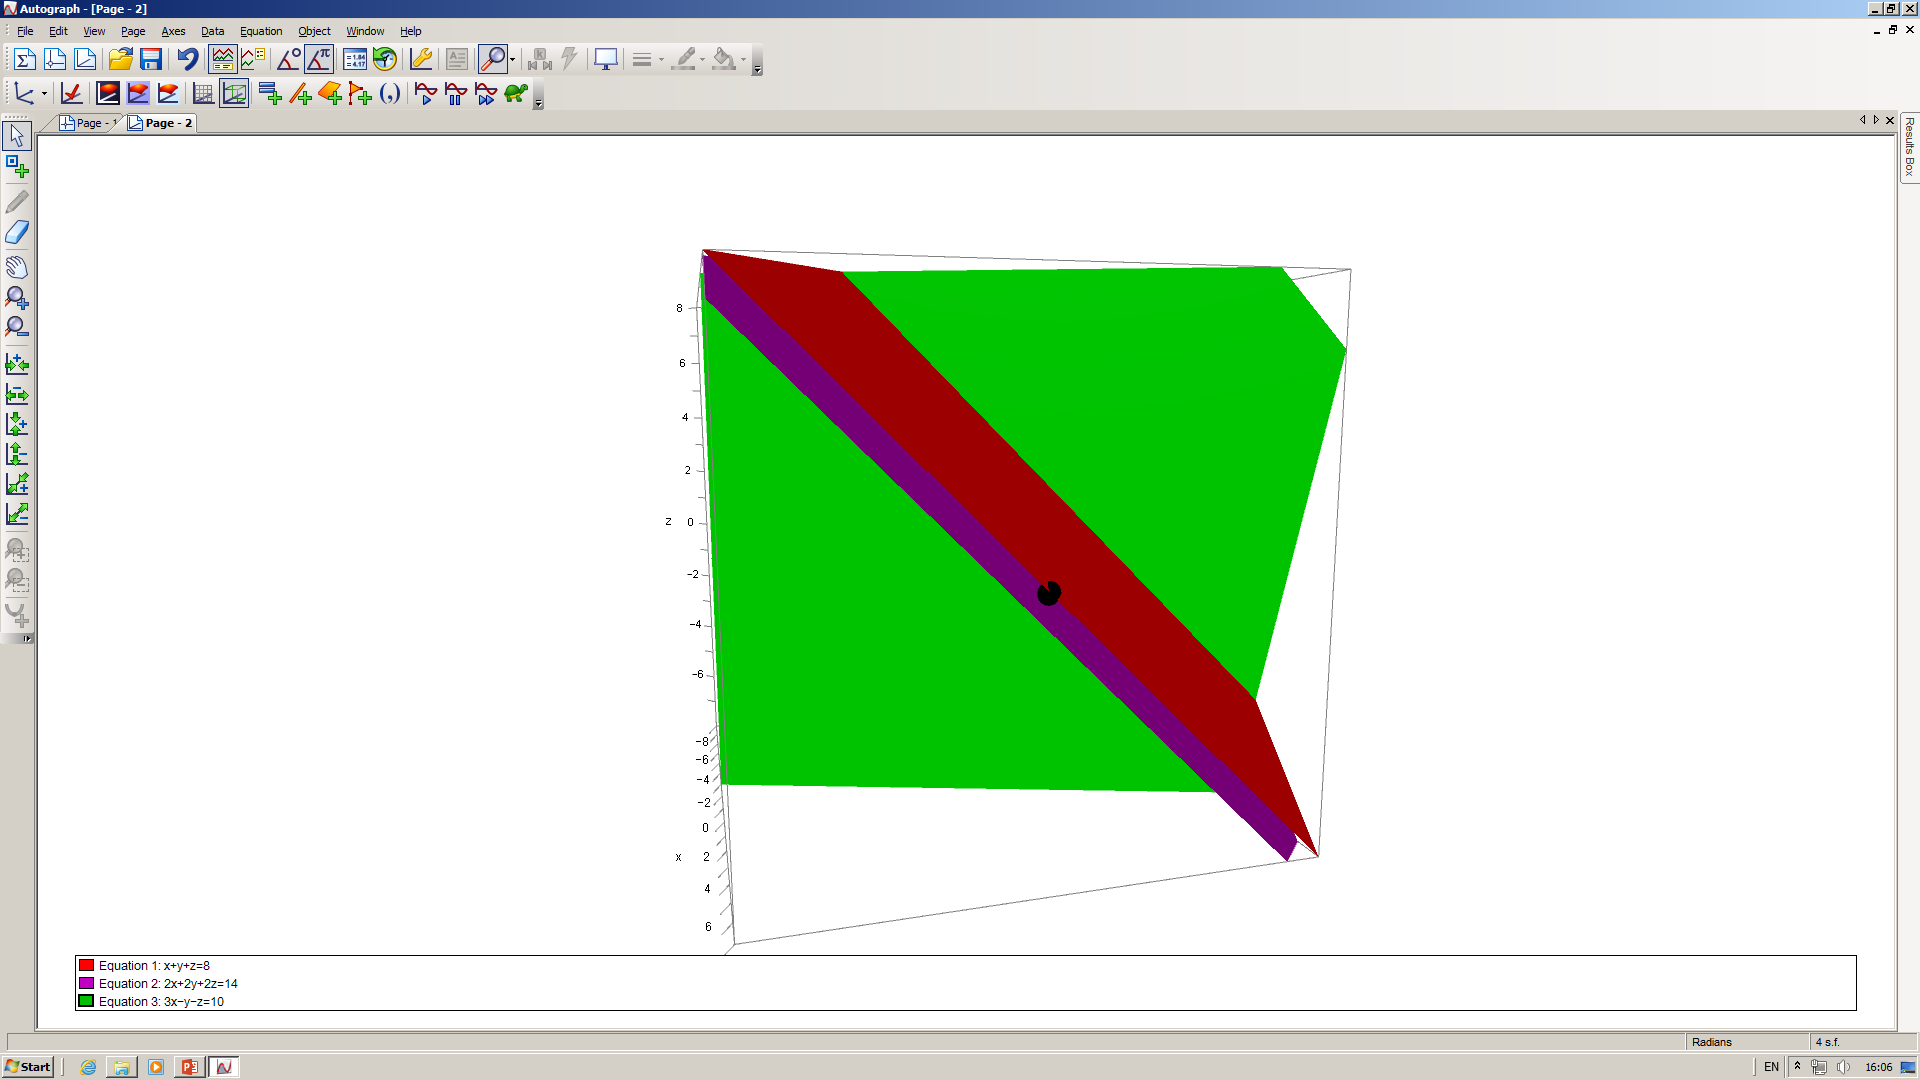 Autograph - [Page - 2]
File Edit View Page Axes Data Equation Object Window Help
Page - 1 Page - 2
Results Box
8
6
4
2
z 0
−2
−4
−6
−8
−6
−4
−2
0
x 2
4
6
Equation 1: x+y+z=8
Equation 2: 2x+2y+2z=14
Equation 3: 3x−y−z=10
Radians 4 s.f.
Start EN 16:06